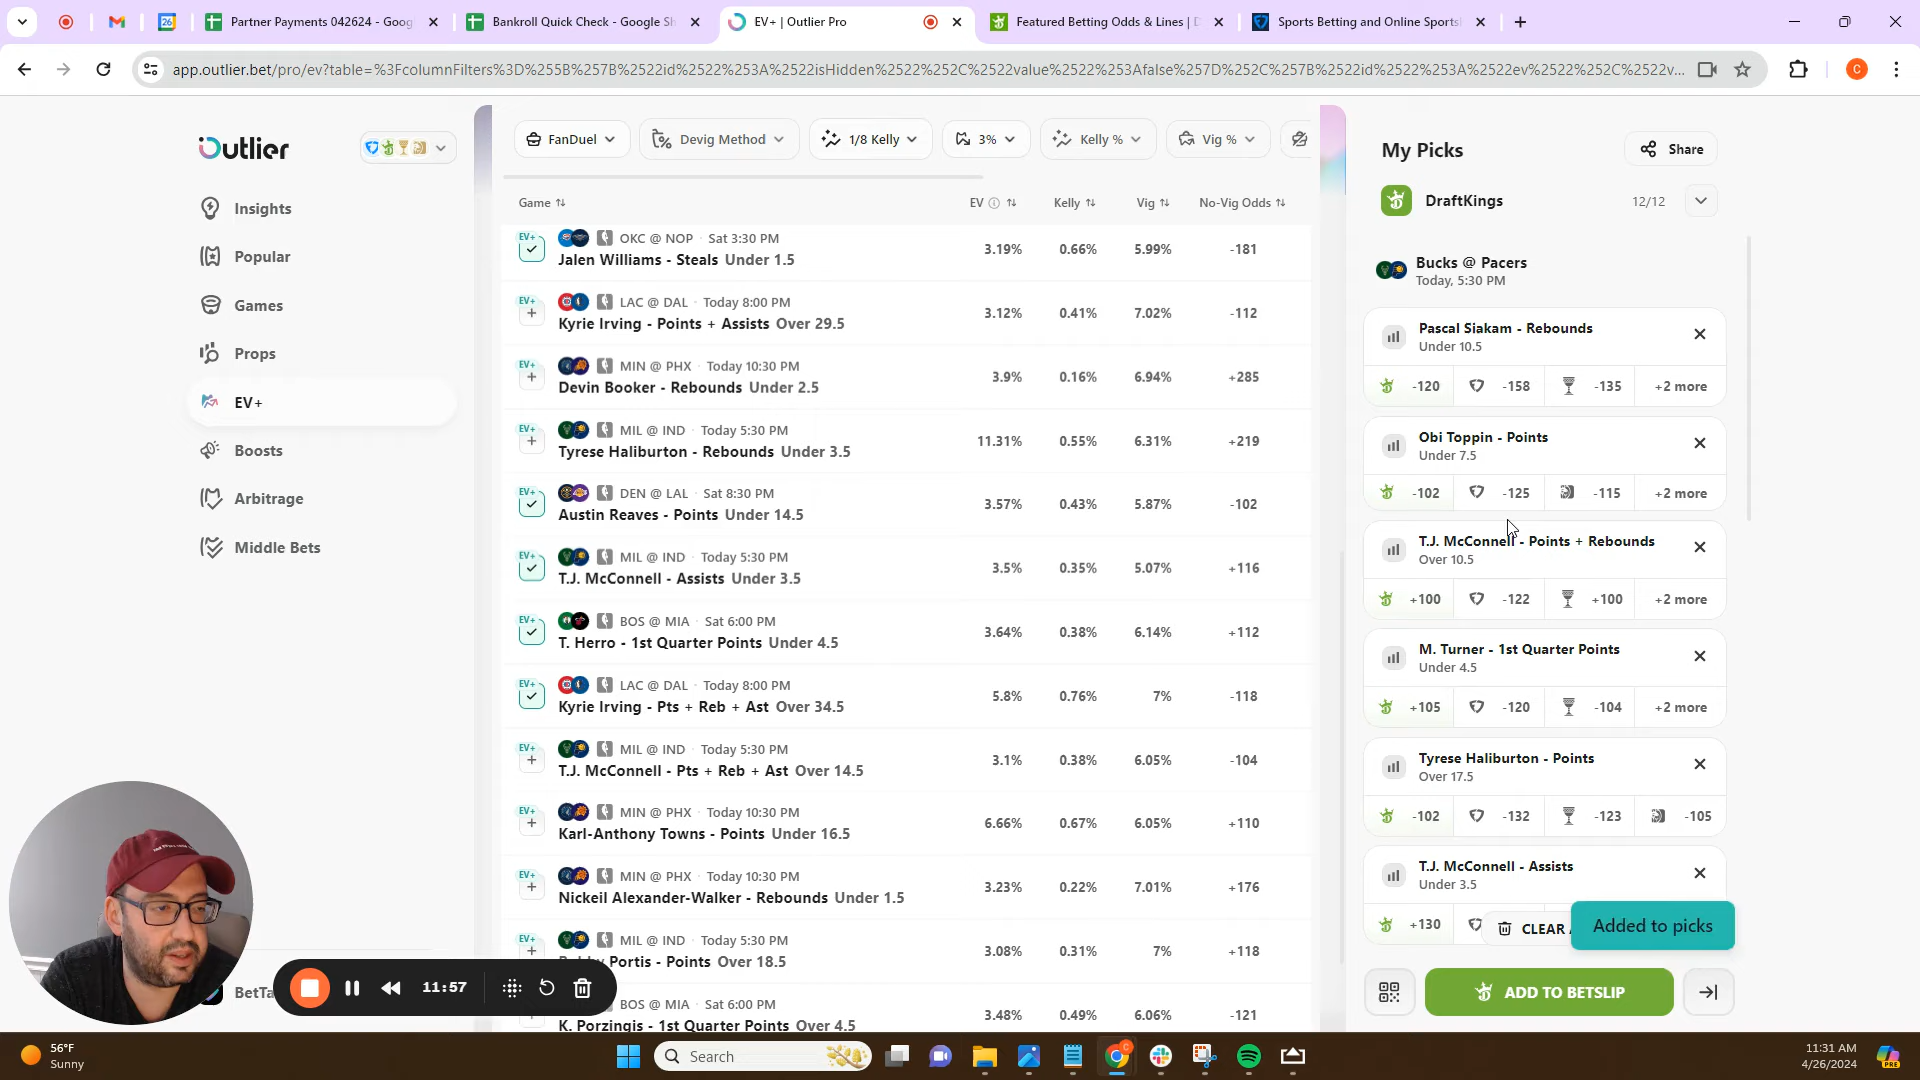 Partner Payments 042624 - Goog
Bankroll Quick Check - Google Sh
EV+ | Outlier Pro
Featured Betting Odds & Lines | D
Sports Betting and Online Sports
app.outlier.bet/pro/ev?table=%3FcolumnFilters%3D%255B%257B%2522id%2522%253A%2522isHidden%2522%252C%2522value%2522%253Afalse%257D%252C%257B%2522id%2522%253A%2522ev%2522%252C%2522v...
C
Outlier
Insights
Popular
Games
Props
EV+
Boosts
Arbitrage
Middle Bets
BetTa
FanDuel
Devig Method
1/8 Kelly
3%
Kelly %
Vig %
Game
EV
Kelly
Vig
No-Vig Odds
EV+ OKC @ NOP · Sat 3:30 PM
Jalen Williams - Steals Under 1.5
3.19% 0.66% 5.99% -181
EV+ LAC @ DAL · Today 8:00 PM
Kyrie Irving - Points + Assists Over 29.5
3.12% 0.41% 7.02% -112
EV+ MIN @ PHX · Today 10:30 PM
Devin Booker - Rebounds Under 2.5
3.9% 0.16% 6.94% +285
EV+ MIL @ IND · Today 5:30 PM
Tyrese Haliburton - Rebounds Under 3.5
11.31% 0.55% 6.31% +219
EV+ DEN @ LAL · Sat 8:30 PM
Austin Reaves - Points Under 14.5
3.57% 0.43% 5.87% -102
EV+ MIL @ IND · Today 5:30 PM
T.J. McConnell - Assists Under 3.5
3.5% 0.35% 5.07% +116
EV+ BOS @ MIA · Sat 6:00 PM
T. Herro - 1st Quarter Points Under 4.5
3.64% 0.38% 6.14% +112
EV+ LAC @ DAL · Today 8:00 PM
Kyrie Irving - Pts + Reb + Ast Over 34.5
5.8% 0.76% 7% -118
EV+ MIL @ IND · Today 5:30 PM
T.J. McConnell - Pts + Reb + Ast Over 14.5
3.1% 0.38% 6.05% -104
EV+ MIN @ PHX · Today 10:30 PM
Karl-Anthony Towns - Points Under 16.5
6.66% 0.67% 6.05% +110
EV+ MIN @ PHX · Today 10:30 PM
Nickeil Alexander-Walker - Rebounds Under 1.5
3.23% 0.22% 7.01% +176
EV+ MIL @ IND · Today 5:30 PM
Portis - Points Over 18.5
3.08% 0.31% 7% +118
BOS @ MIA · Sat 6:00 PM
K. Porzingis - 1st Quarter Points Over 4.5
3.48% 0.49% 6.06% -121
11:57
My Picks
Share
DraftKings
12/12
Bucks @ Pacers
Today, 5:30 PM
Pascal Siakam - Rebounds
Under 10.5
-120 -158 -135 +2 more
Obi Toppin - Points
Under 7.5
-102 -125 -115 +2 more
T.J. McConnell - Points + Rebounds
Over 10.5
+100 -122 +100 +2 more
M. Turner - 1st Quarter Points
Under 4.5
+105 -120 -104 +2 more
Tyrese Haliburton - Points
Over 17.5
-102 -132 -123 -105
T.J. McConnell - Assists
Under 3.5
+130
CLEAR
Added to picks
ADD TO BETSLIP
56°F
Sunny
Search
11:31 AM
4/26/2024